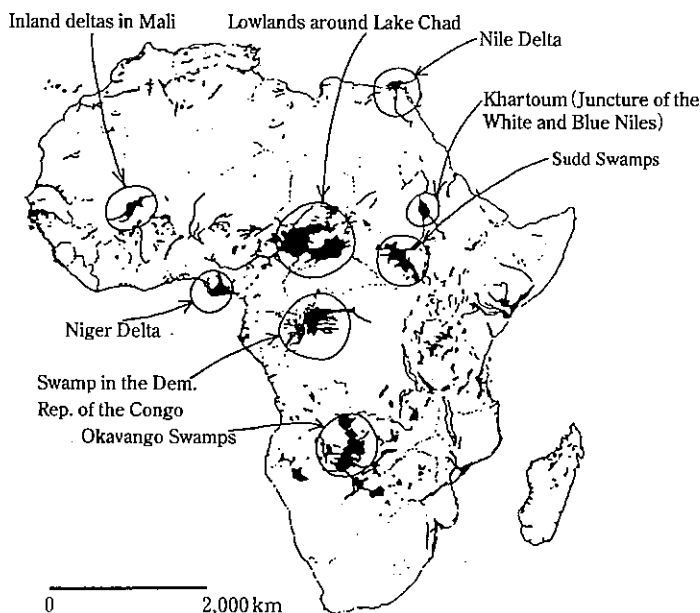 Inland deltas in Mali
Lowlands around Lake Chad
Nile Delta
Khartoum (Juncture of the
White and Blue Niles)
Sudd Swamps
Niger Delta
Swamp in the Dem.
Rep. of the Congo
Okavango Swamps
0
2,000 km